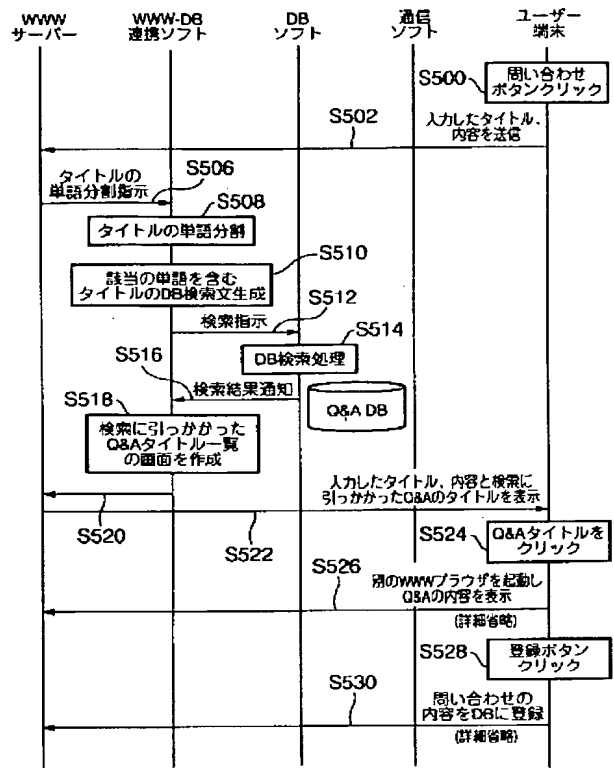 WWW
サーバー
WWW-DB
連携ソフト
DB
ソフト
通信
ソフト
ユーザー
端末
S500
問い合わせ
ボタンクリック
S502
入力したタイトル、
内容を送信
タイトルの
単語分割指示
S506
S508
タイトルの単語分割
S510
該当の単語を含む
タイトルのDB検索文生成
S512
検索指示
S514
DB検索処理
S516
検索結果通知
Q&A DB
S518
検索に引っかかった
Q&Aタイトル一覧
の画面を作成
入力したタイトル、内容と検索に
引っかかったQ&Aのタイトルを表示
S520
S522
S524
Q&Aタイトルを
クリック
S526
別のWWWブラウザを起動し
Q&Aの内容を表示
(詳細省略)
S528
登録ボタン
クリック
S530
問い合わせの
内容をDBに登録
(詳細省略)